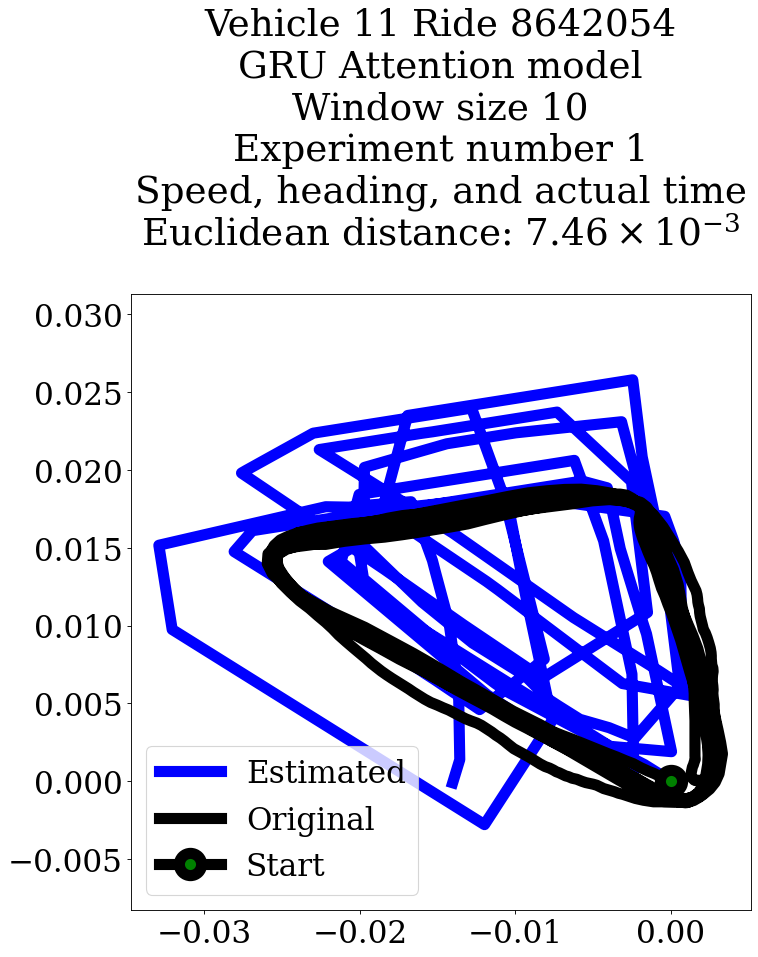 Vehicle 11 Ride 8642054
GRU Attention model
Window size 10
Experiment number 1
Speed, heading, and actual time
Euclidean distance: 7.46 × 10⁻³
0.030
0.025
0.020
0.015
0.010
0.005
0.000
−0.005
Estimated
Original
Start
−0.03
−0.02
−0.01
0.00